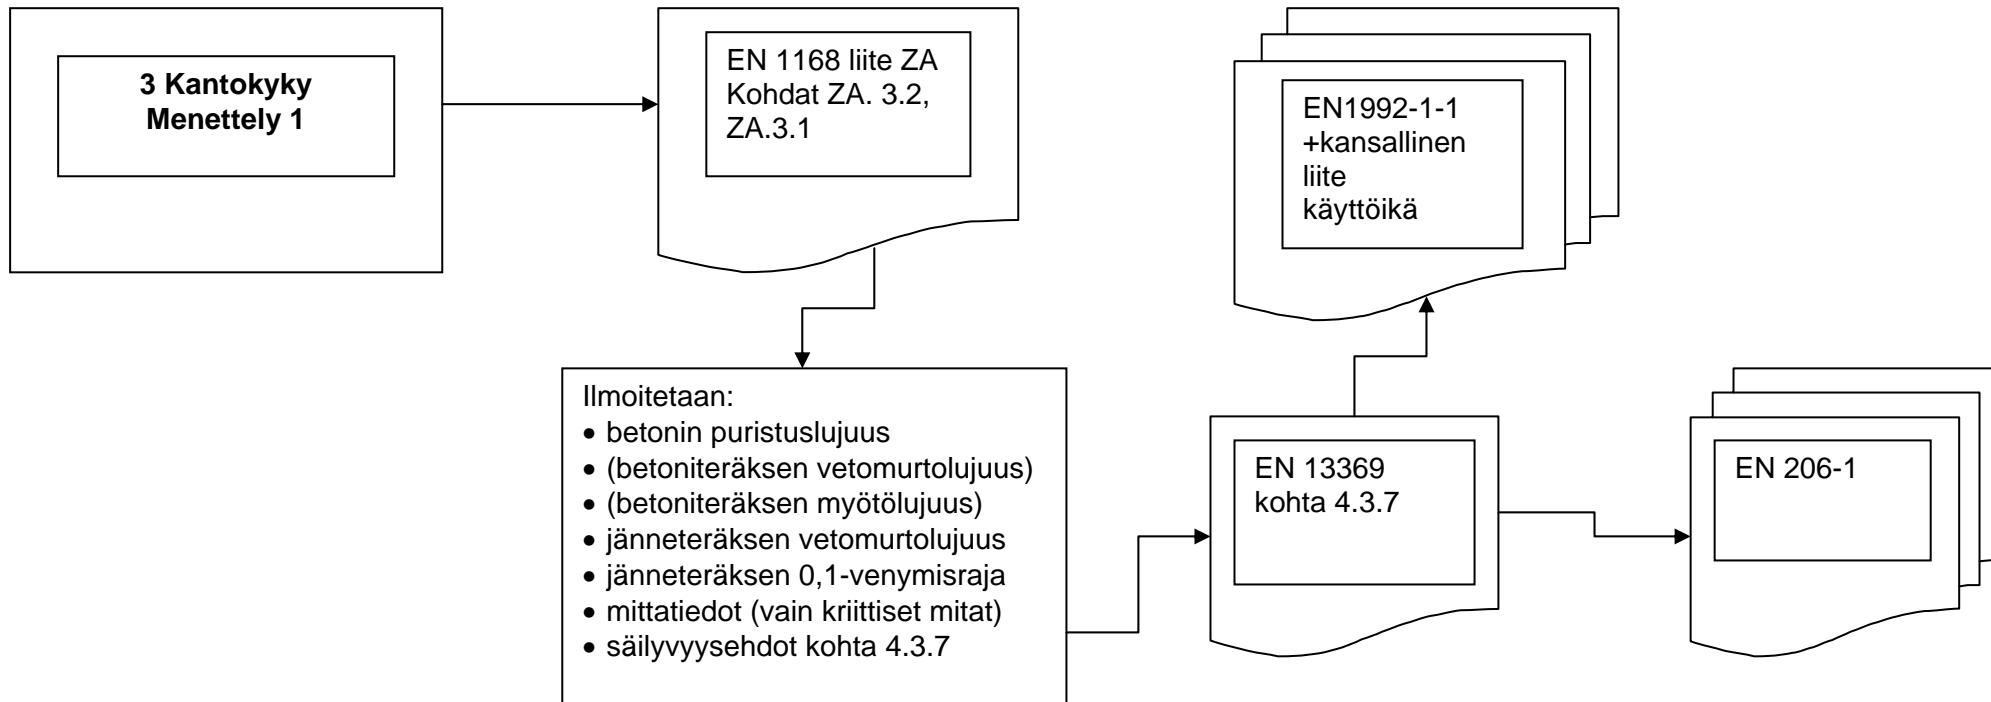 3 Kantokyky
Menettely 1
EN 1168 liite ZA
Kohdat ZA. 3.2,
ZA.3.1
EN1992-1-1
+kansallinen
liite
käyttöikä
Ilmoitetaan:
• betonin puristuslujuus
• (betoniteräksen vetomurtolujuus)
• (betoniteräksen myötölujuus)
• jänneteräksen vetomurtolujuus
• jänneteräksen 0,1-venymisraja
• mittatiedot (vain kriittiset mitat)
• säilyvyysehdot kohta 4.3.7
EN 13369
kohta 4.3.7
EN 206-1